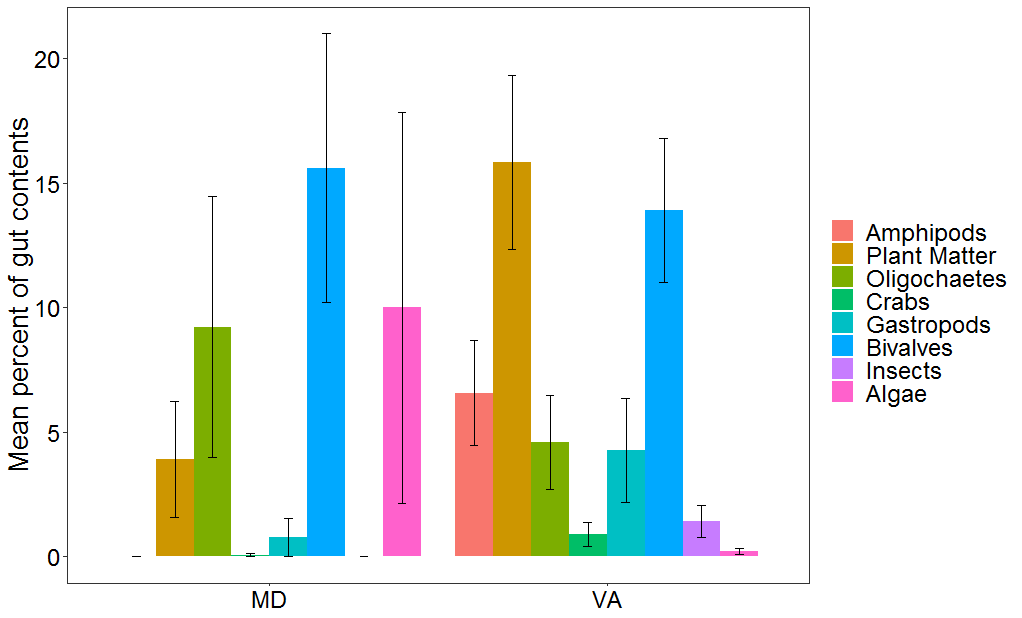 Mean percent of gut contents
20
15
10
5
0
MD
VA
Amphipods
Plant Matter
Oligochaetes
Crabs
Gastropods
Bivalves
Insects
Algae